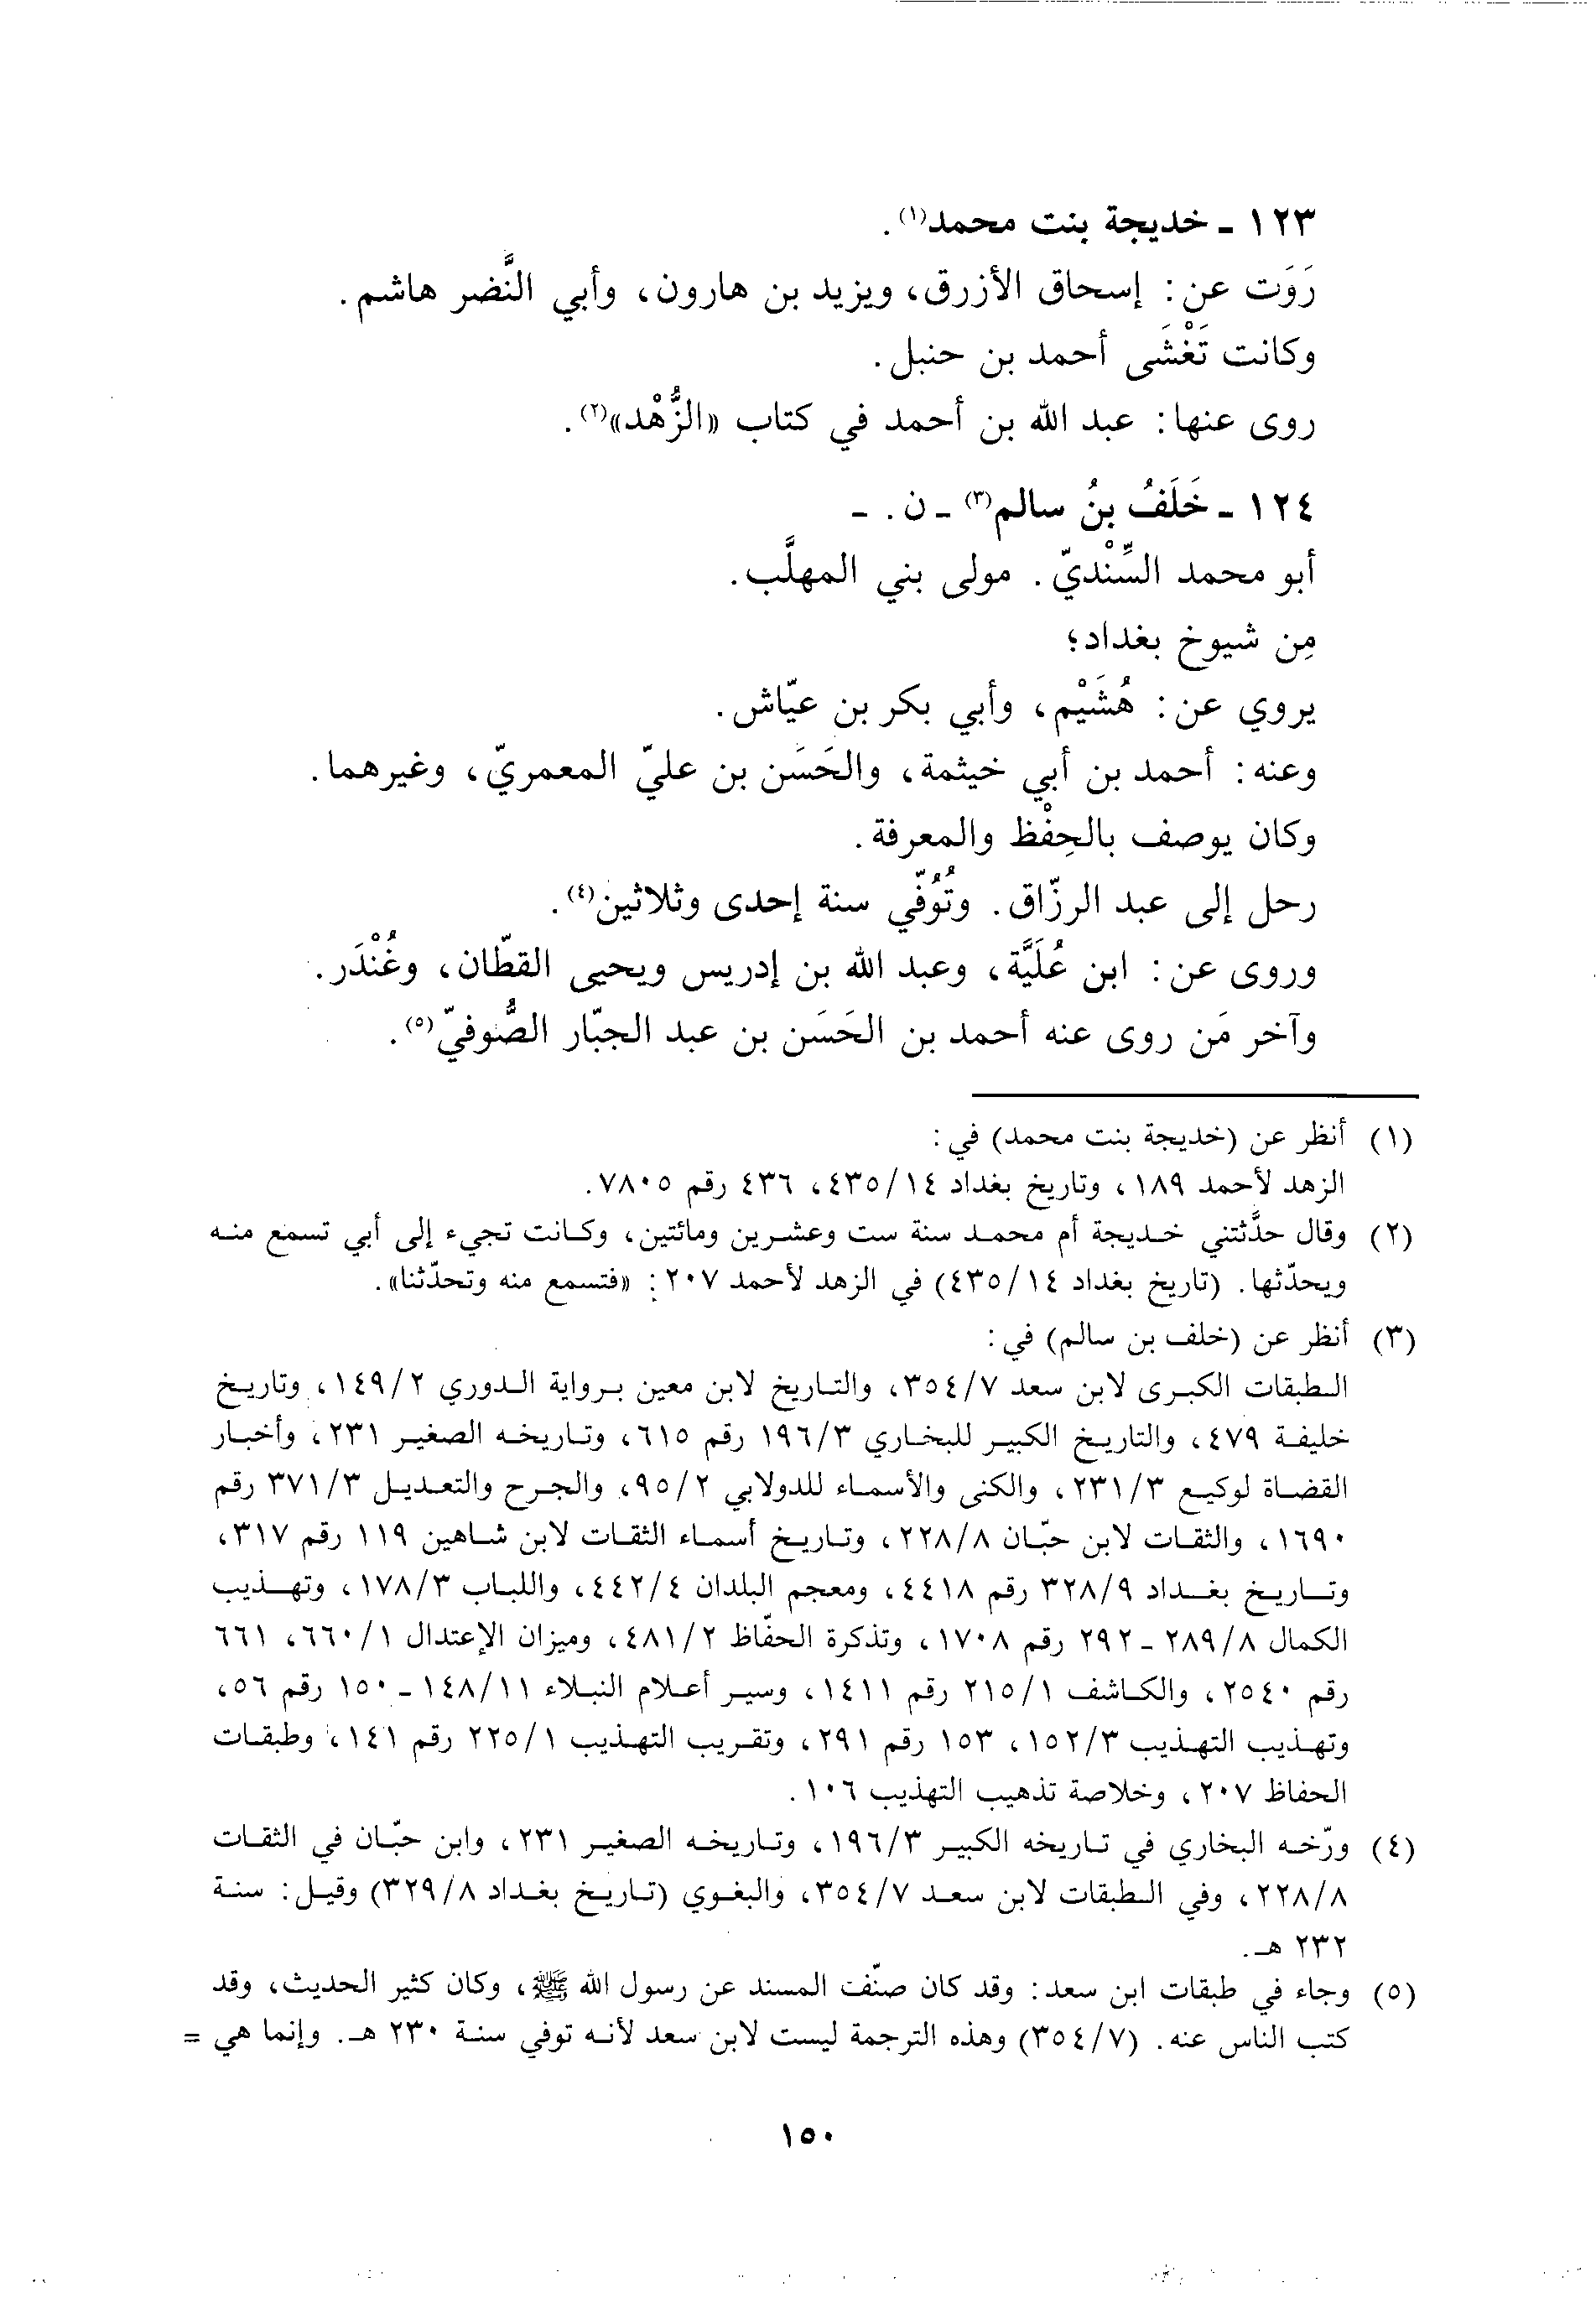 ١٢٣ - خديجة بنت محمد(١).
رَوَت عن: إسحاق الأزرق، ويزيد بن هارون، وأبي النَّضر هاشم.
وكانت تَغْشَى أحمد بن حنبل.
روى عنها: عبد الله بن أحمد في كتاب «الزُّهْد»(٢).
١٢٤ - خَلَفُ بنُ سالم(٣) - ن. -
أبو محمد السِّنْديّ. مولى بني المهلَّب.
مِن شيوخ بغداد؛
يروي عن: هُشَيْم، وأبي بكر بن عيّاش.
وعنه: أحمد بن أبي خيثمة، والحَسَن بن عليّ المعمريّ، وغيرهما.
وكان يوصف بالحِفْظ والمعرفة.
رحل إلى عبد الرزّاق. وتُوُفّي سنة إحدى وثلاثين(٤).
وروى عن: ابن عُلَيَّة، وعبد الله بن إدريس ويحيى القطّان، وغُنْدَر.
وآخر مَن روى عنه أحمد بن الحَسَن بن عبد الجبّار الصُّوفيّ(٥).
(١) أنظر عن (خديجة بنت محمد) في:
الزهد لأحمد ١٨٩، وتاريخ بغداد ٤٣٥/١٤، ٤٣٦ رقم ٧٨٠٥.
(٢) وقال حدَّثتني خديجة أم محمد سنة ست وعشرين ومائتين، وكانت تجيء إلى أبي تسمع منه
ويحدّثها. (تاريخ بغداد ٤٣٥/١٤) في الزهد لأحمد ٢٠٧: «فتسمع منه وتحدّثنا».
(٣) أنظر عن (خلف بن سالم) في:
الطبقات الكبرى لابن سعد ٣٥٤/٧، والتاريخ لابن معين برواية الدوري ١٤٩/٢، وتاريخ
خليفة ٤٧٩، والتاريخ الكبير للبخاري ١٩٦/٣ رقم ٦١٥، وتاريخه الصغير ٢٣١، وأخبار
القضاة لوكيع ٢٣١/٣، والكنى والأسماء للدولابي ٩٥/٢، والجرح والتعديل ٣٧١/٣ رقم
١٦٩٠، والثقات لابن حبّان ٢٢٨/٨، وتاريخ أسماء الثقات لابن شاهين ١١٩ رقم ٣١٧،
وتاريخ بغداد ٣٢٨/٩ رقم ٤٤١٨، ومعجم البلدان ٤٤٢/٤، واللباب ١٧٨/٣، وتهذيب
الكمال ٢٨٩/٨ - ٢٩٢ رقم ١٧٠٨، وتذكرة الحفّاظ ٤٨١/٢، وميزان الإعتدال ٦٦٠/١، ٦٦١
رقم ٢٥٤٠، والكاشف ٢١٥/١ رقم ١٤١١، وسير أعلام النبلاء ١٤٨/١١ - ١٥٠ رقم ٥٦،
وتهذيب التهذيب ١٥٢/٣، ١٥٣ رقم ٢٩١، وتقريب التهذيب ٢٢٥/١ رقم ١٤١، وطبقات
الحفاظ ٢٠٧، وخلاصة تذهيب التهذيب ١٠٦.
(٤) ورّخه البخاري في تاريخه الكبير ١٩٦/٣، وتاريخه الصغير ٢٣١، وابن حبّان في الثقات
٢٢٨/٨، وفي الطبقات لابن سعد ٣٥٤/٧، والبغوي (تاريخ بغداد ٣٢٩/٨) وقيل: سنة
٢٣٢ هـ.
(٥) وجاء في طبقات ابن سعد: وقد كان صنّف المسند عن رسول الله ﷺ، وكان كثير الحديث، وقد
كتب الناس عنه. (٣٥٤/٧) وهذه الترجمة ليست لابن سعد لأنه توفي سنة ٢٣٠ هـ. وإنما هي =
١٥٠